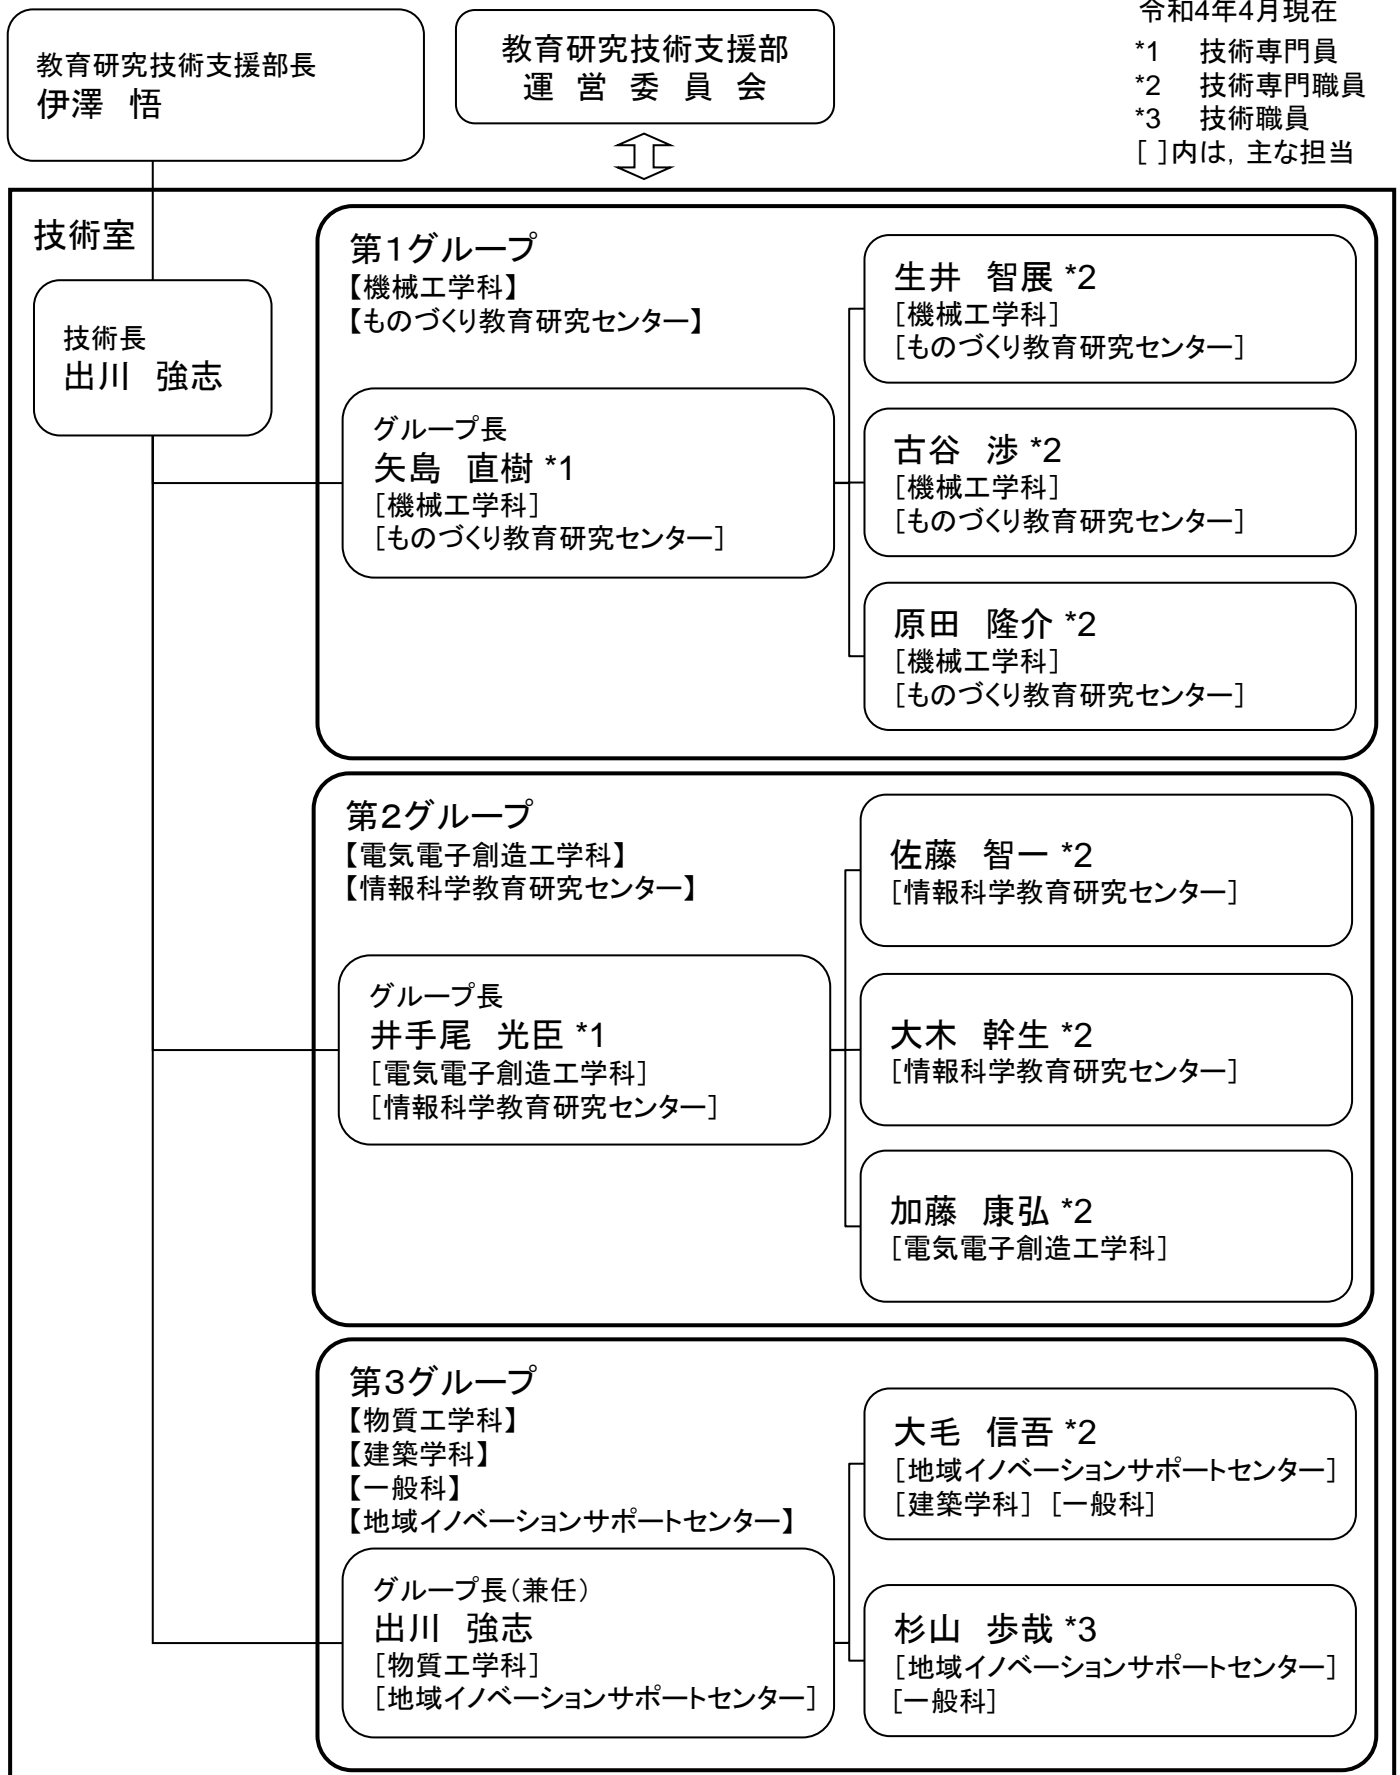 教育研究技術支援部長
伊澤　悟
教育研究技術支援部
運　営　委　員　会
令和4年4月現在
*1　技術専門員
*2　技術専門職員
*3　技術職員
[ ]内は，主な担当
技術室
技術長
出川　強志
第1グループ
【機械工学科】
【ものづくり教育研究センター】
グループ長
矢島　直樹 *1
[機械工学科]
[ものづくり教育研究センター]
生井　智展 *2
[機械工学科]
[ものづくり教育研究センター]
古谷　渉 *2
[機械工学科]
[ものづくり教育研究センター]
原田　隆介 *2
[機械工学科]
[ものづくり教育研究センター]
第2グループ
【電気電子創造工学科】
【情報科学教育研究センター】
グループ長
井手尾　光臣 *1
[電気電子創造工学科]
[情報科学教育研究センター]
佐藤　智一 *2
[情報科学教育研究センター]
大木　幹生 *2
[情報科学教育研究センター]
加藤　康弘 *2
[電気電子創造工学科]
第3グループ
【物質工学科】
【建築学科】
【一般科】
【地域イノベーションサポートセンター】
グループ長（兼任）
出川　強志
[物質工学科]
[地域イノベーションサポートセンター]
大毛　信吾 *2
[地域イノベーションサポートセンター]
[建築学科] [一般科]
杉山　歩哉 *3
[地域イノベーションサポートセンター]
[一般科]